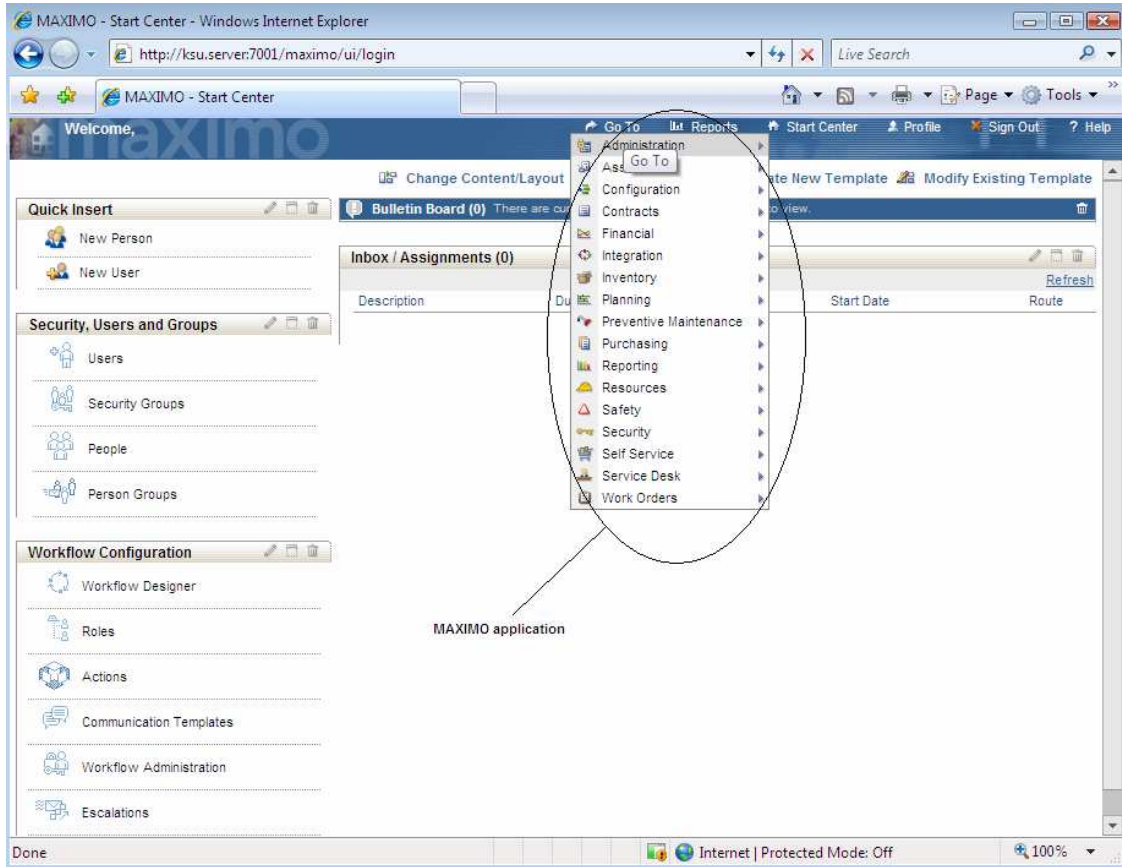 MAXIMO - Start Center - Windows Internet Explorer
http://ksu.server:7001/maximo/ui/login
Live Search
MAXIMO - Start Center
Page
Tools
maximo
Welcome,
Go To
Reports
Start Center
Profile
Sign Out
? Help
Administration
Go To
Change Content/Layout
ate New Template
Modify Existing Template
Quick Insert
New Person
New User
Bulletin Board (0) There are cu
o view.
Inbox / Assignments (0)
Refresh
Description
Du
Start Date
Route
Ass
Configuration
Contracts
Financial
Integration
Inventory
Planning
Preventive Maintenance
Purchasing
Reporting
Resources
Safety
Security
Self Service
Service Desk
Work Orders
Security, Users and Groups
Users
Security Groups
People
Person Groups
Workflow Configuration
Workflow Designer
Roles
Actions
Communication Templates
Workflow Administration
Escalations
MAXIMO application
Done
Internet | Protected Mode: Off
100%